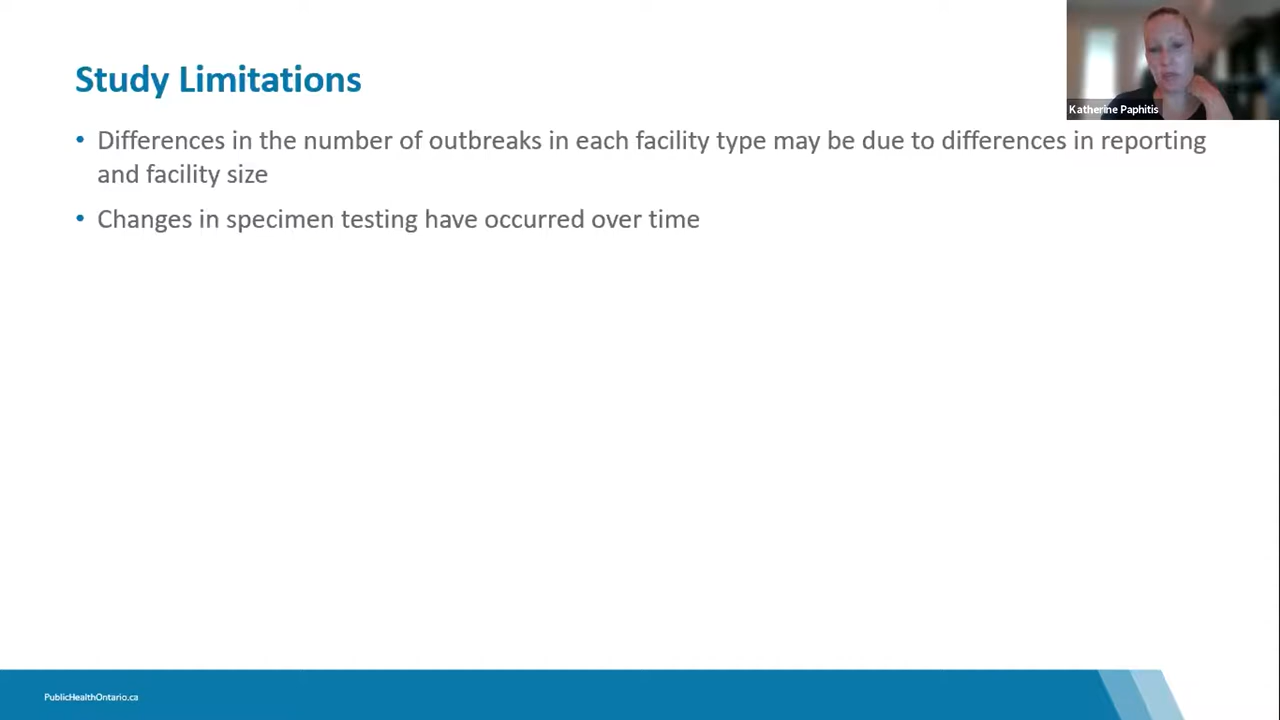 Study Limitations
Katherine Paphitis
• Differences in the number of outbreaks in each facility type may be due to differences in reporting
and facility size
• Changes in specimen testing have occurred over time
PublicHealthOntario.ca